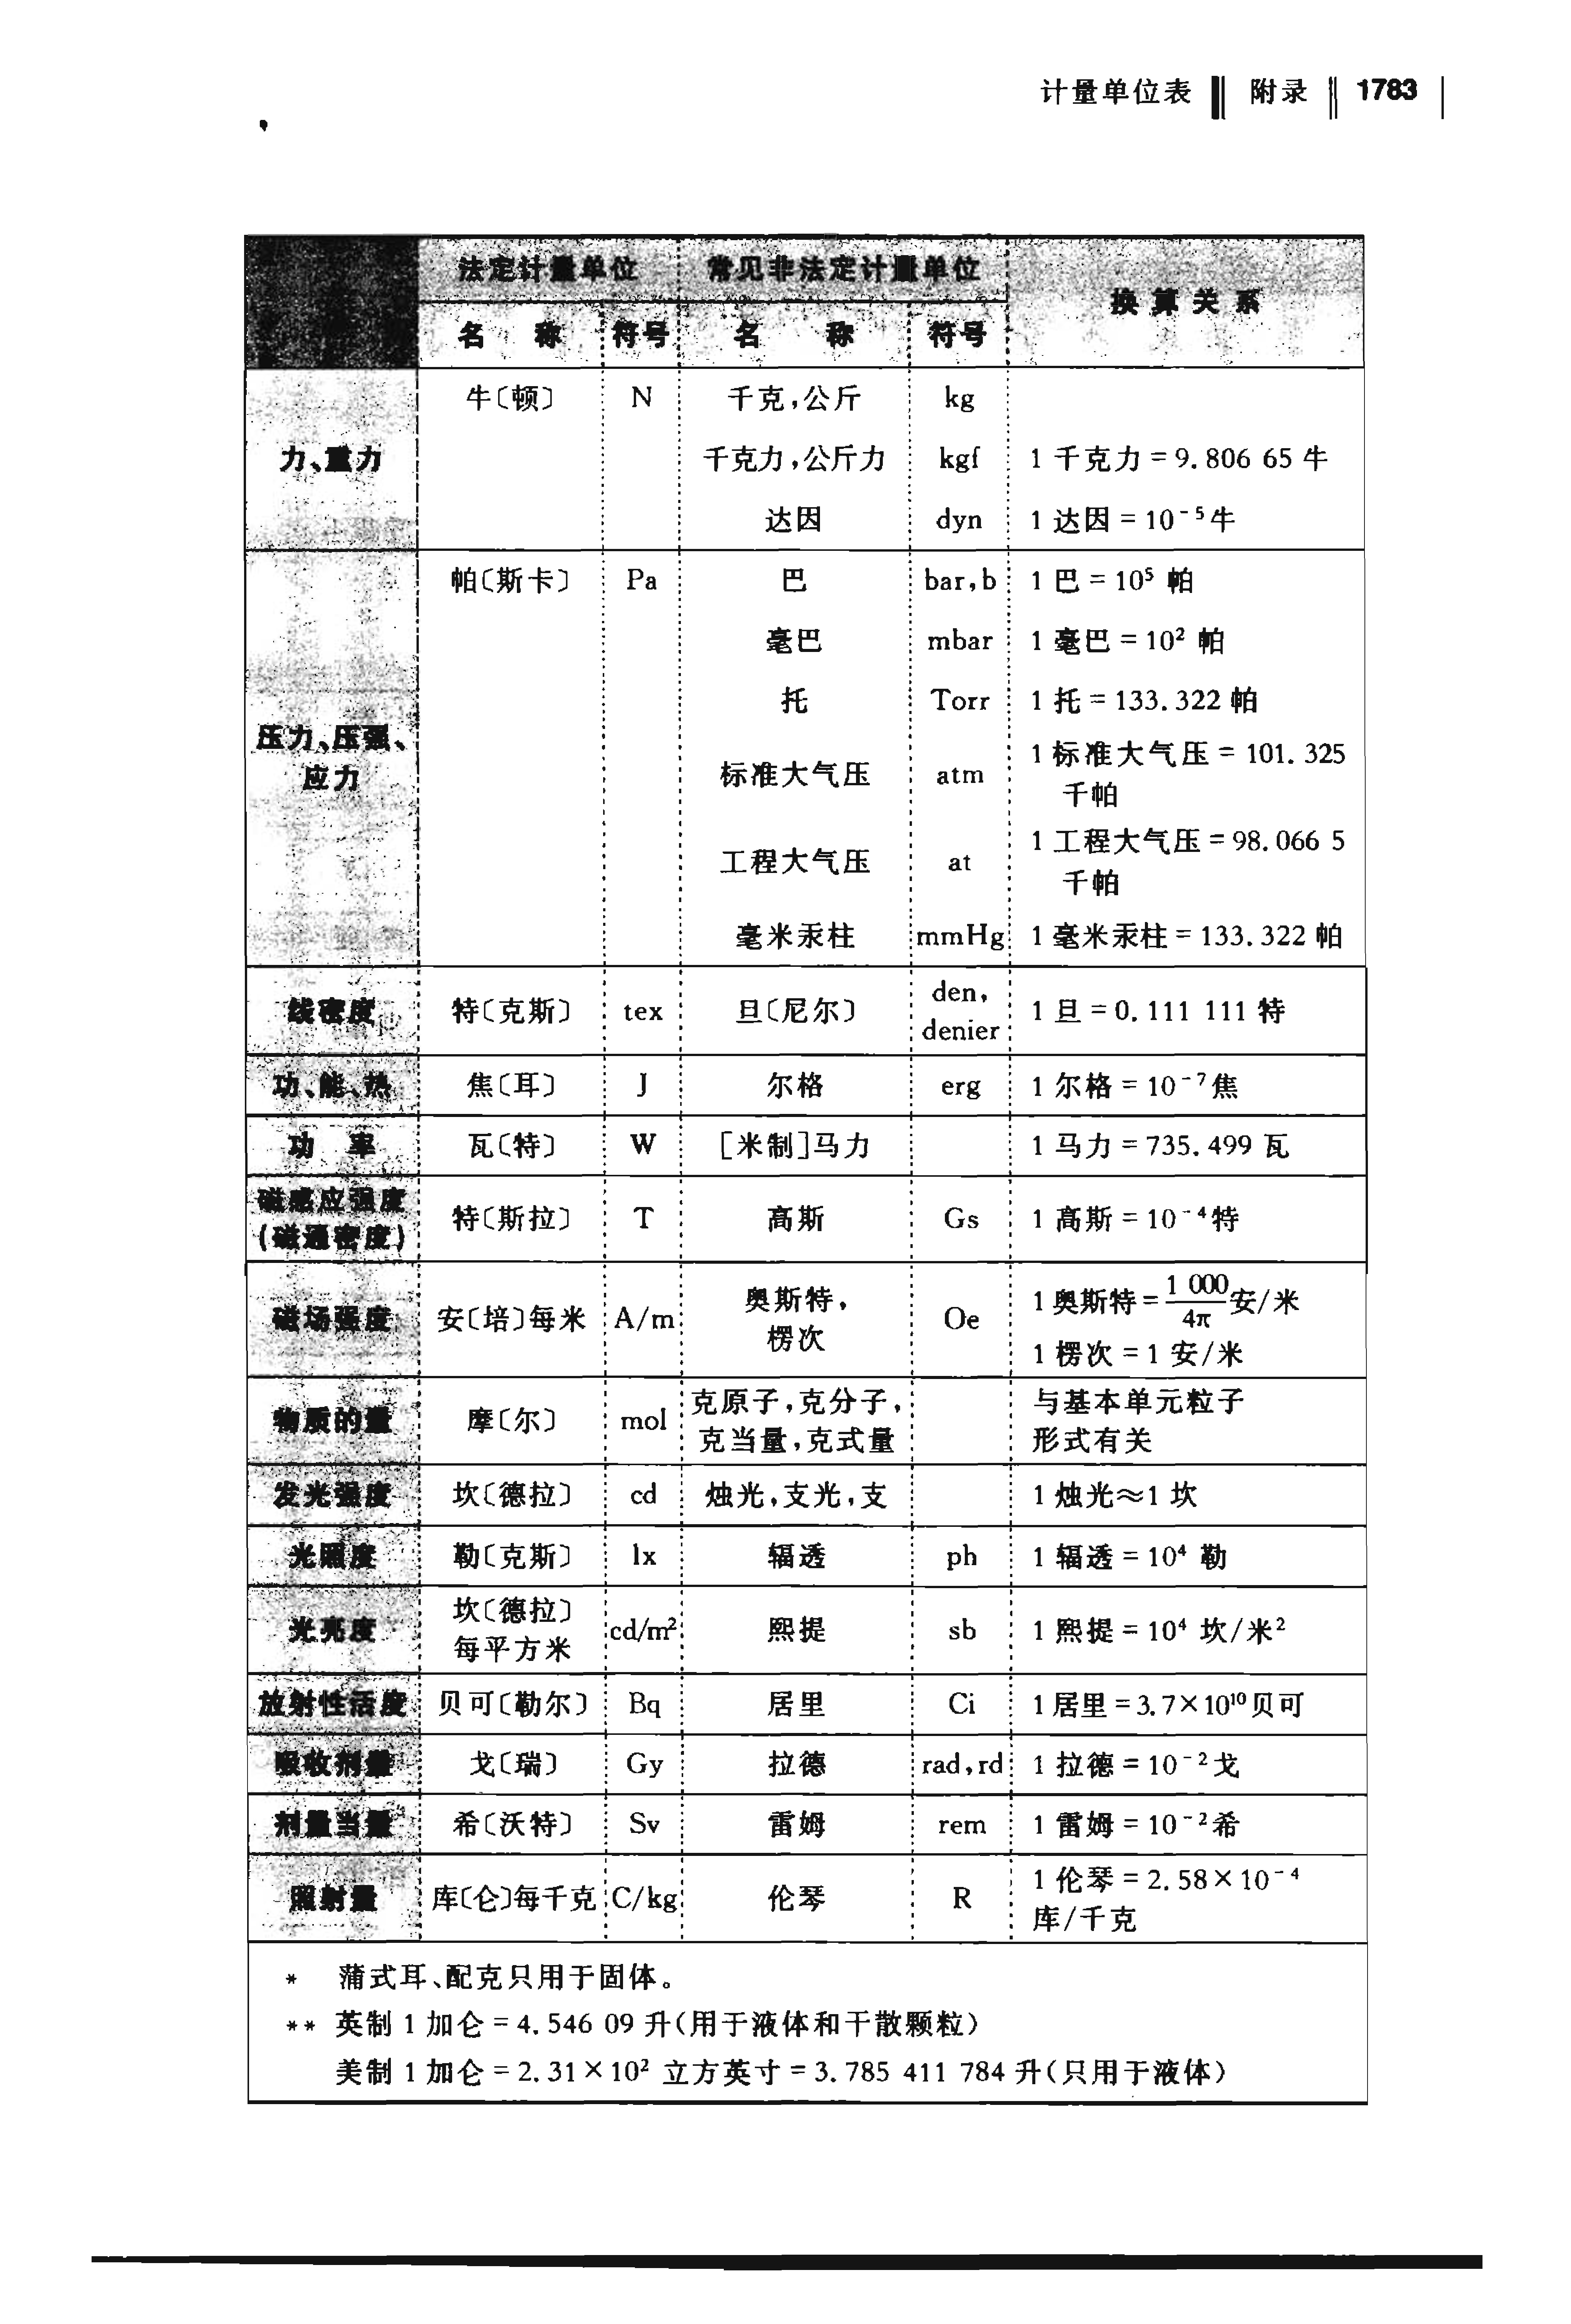 计量单位表 附录 1783
法定计量单位 常见非法定计量单位 换算关系
名 称 符号 名 称 符号
牛〔顿〕 N 千克,公斤 kg
力、重力 千克力,公斤力 kgf 1 千克力 = 9.806 65 牛
达因 dyn 1 达因 = 10⁻⁵牛
帕〔斯卡〕 Pa 巴 bar,b 1 巴 = 10⁵ 帕
毫巴 mbar 1 毫巴 = 10² 帕
托 Torr 1 托 = 133.322 帕
压力、压强、
应力
标准大气压 atm 1 标准大气压 = 101.325
千帕
工程大气压 at 1 工程大气压 = 98.066 5
千帕
毫米汞柱 mmHg 1 毫米汞柱 = 133.322 帕
线密度 特〔克斯〕 tex 旦〔尼尔〕 den,
denier 1 旦 = 0.111 111 特
功、能、热 焦〔耳〕 J 尔格 erg 1 尔格 = 10⁻⁷焦
功 率 瓦〔特〕 W [米制]马力 1 马力 = 735.499 瓦
磁感应强度
(磁通密度) 特〔斯拉〕 T 高斯 Gs 1 高斯 = 10⁻⁴特
磁场强度 安〔培〕每米 A/m 奥斯特,
楞次 Oe 1 奥斯特 = 1 000/4π 安/米
1 楞次 = 1 安/米
物质的量 摩〔尔〕 mol 克原子,克分子,
克当量,克式量 与基本单元粒子
形式有关
发光强度 坎〔德拉〕 cd 烛光,支光,支 1 烛光≈1 坎
光照度 勒〔克斯〕 lx 辐透 ph 1 辐透 = 10⁴ 勒
光亮度 坎〔德拉〕
每平方米 cd/m² 熙提 sb 1 熙提 = 10⁴ 坎/米²
放射性活度 贝可〔勒尔〕 Bq 居里 Ci 1 居里 = 3.7×10¹⁰贝可
吸收剂量 戈〔瑞〕 Gy 拉德 rad,rd 1 拉德 = 10⁻²戈
剂量当量 希〔沃特〕 Sv 雷姆 rem 1 雷姆 = 10⁻²希
照射量 库〔仑〕每千克 C/kg 伦琴 R 1 伦琴 = 2.58×10⁻⁴
库/千克
* 蒲式耳、配克只用于固体。
** 英制 1 加仑 = 4.546 09 升(用于液体和干散颗粒)
美制 1 加仑 = 2.31×10² 立方英寸 = 3.785 411 784 升(只用于液体)